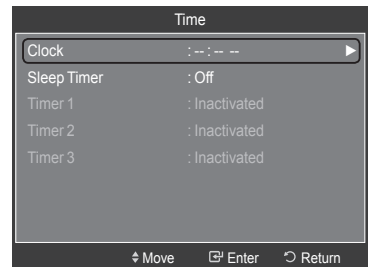 Time
Clock : -- : -- --
Sleep Timer : Off
Timer 1 : Inactivated
Timer 2 : Inactivated
Timer 3 : Inactivated
Move Enter Return